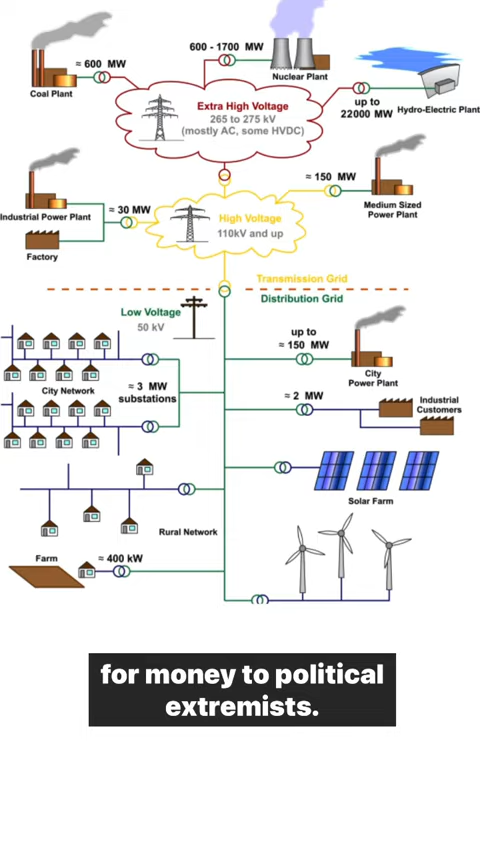 600 - 1700 MW
≈ 600 MW
Nuclear Plant
Coal Plant
Extra High Voltage
265 to 275 kV
(mostly AC, some HVDC)
up to
22000 MW
Hydro-Electric Plant
≈ 150 MW
Medium Sized
Power Plant
Industrial Power Plant
≈ 30 MW
High Voltage
110kV and up
Factory
Transmission Grid
Distribution Grid
Low Voltage
50 kV
up to
≈ 150 MW
City
Power Plant
≈ 3 MW
substations
City Network
≈ 2 MW
Industrial
Customers
Solar Farm
Rural Network
Farm
≈ 400 kW
for money to political
extremists.